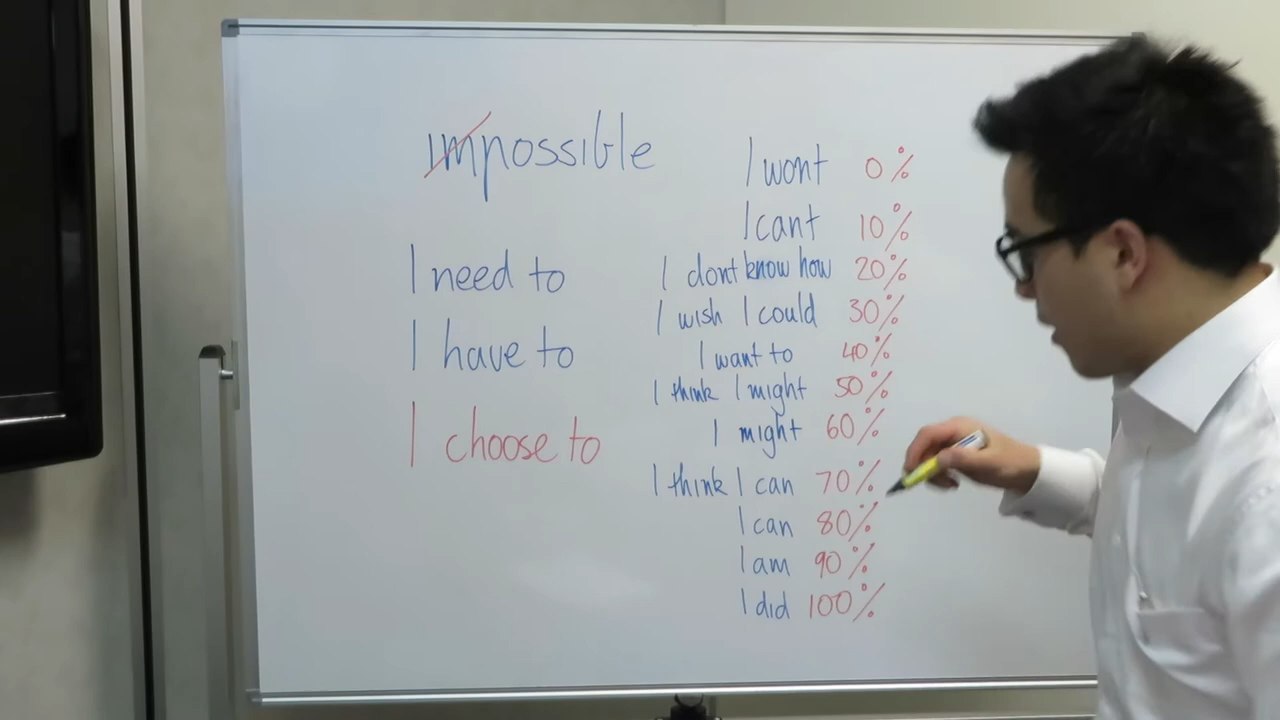 impossible
I need to
I have to
I choose to
I wont 0%
I cant 10%
I dont know how 20%
I wish I could 30%
I want to 40%
I think I might 50%
I might 60%
I think I can 70%
I can 80%
I am 90%
I did 100%